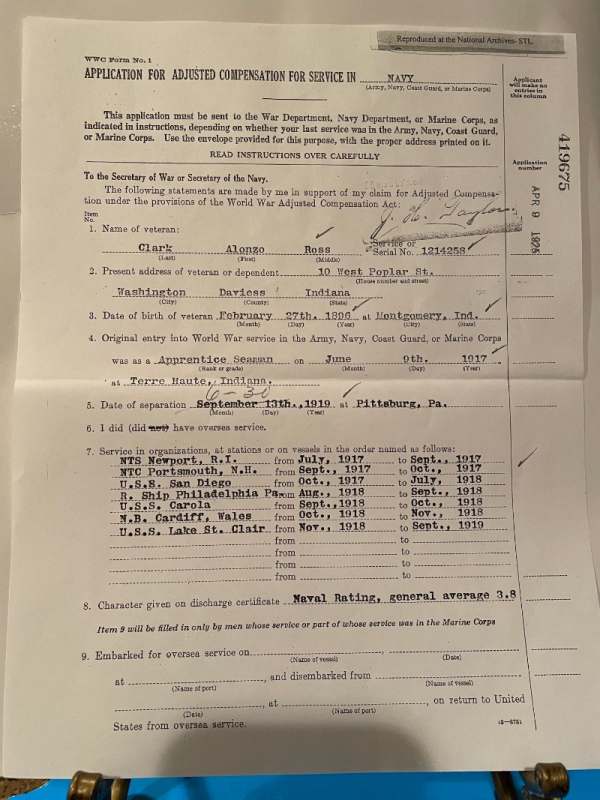 Reproduced at the National Archives- STL
WWC Form No. 1
APPLICATION FOR ADJUSTED COMPENSATION FOR SERVICE IN NAVY
(Army, Navy, Coast Guard, or Marine Corps)
Applicant
will make no
entries in
this column
This application must be sent to the War Department, Navy Department, or Marine Corps, as
indicated in instructions, depending on whether your last service was in the Army, Navy, Coast Guard,
or Marine Corps. Use the envelope provided for this purpose, with the proper address printed on it.
READ INSTRUCTIONS OVER CAREFULLY
Application
number
419675
APR 9
To the Secretary of War or Secretary of the Navy.
The following statements are made by me in support of my claim for Adjusted Compensa-
tion under the provisions of the World War Adjusted Compensation Act:
Item
No.
1. Name of veteran:
Clark Alonzo Ross Service or Serial No. 1214258
(Last) (First) (Middle)
2. Present address of veteran or dependent 10 West Poplar St.
(House number and street)
Washington Daviess Indiana
(City) (County) (State)
3. Date of birth of veteran February 27th. 1896 at Montgomery, Ind.
(Month) (Day) (Year) (City) (State)
4. Original entry into World War service in the Army, Navy, Coast Guard, or Marine Corps
was as a Apprentice Seaman on June 9th. 1917
(Rank or grade) (Month) (Day) (Year)
at Terre Haute, Indiana.
6-30
5. Date of separation September 13th., 1919 at Pittsburg, Pa.
(Month) (Day) (Year)
6. I did (did not) have oversea service.
7. Service in organizations, at stations or on vessels in the order named as follows:
NTS Newport, R.I. from July, 1917 to Sept., 1917
NTC Portsmouth, N.H. from Sept., 1917 to Oct., 1917
U.S.S. San Diego from Oct., 1917 to July, 1918
R. Ship Philadelphia Pa. from Aug., 1918 to Sept., 1918
U.S.S. Carola from Sept., 1918 to Oct., 1918
N.B. Cardiff, Wales from Oct., 1918 to Nov., 1918
U.S.S. Lake St. Clair from Nov., 1918 to Sept., 1919
from to
from to
from to
from to
8. Character given on discharge certificate Naval Rating, general average 3.8
Item 9 will be filled in only by men whose service or part of whose service was in the Marine Corps
9. Embarked for oversea service on
(Name of vessel) (Date)
at , and disembarked from
(Name of port) (Name of vessel)
, at , on return to United
(Date) (Name of port)
States from oversea service.